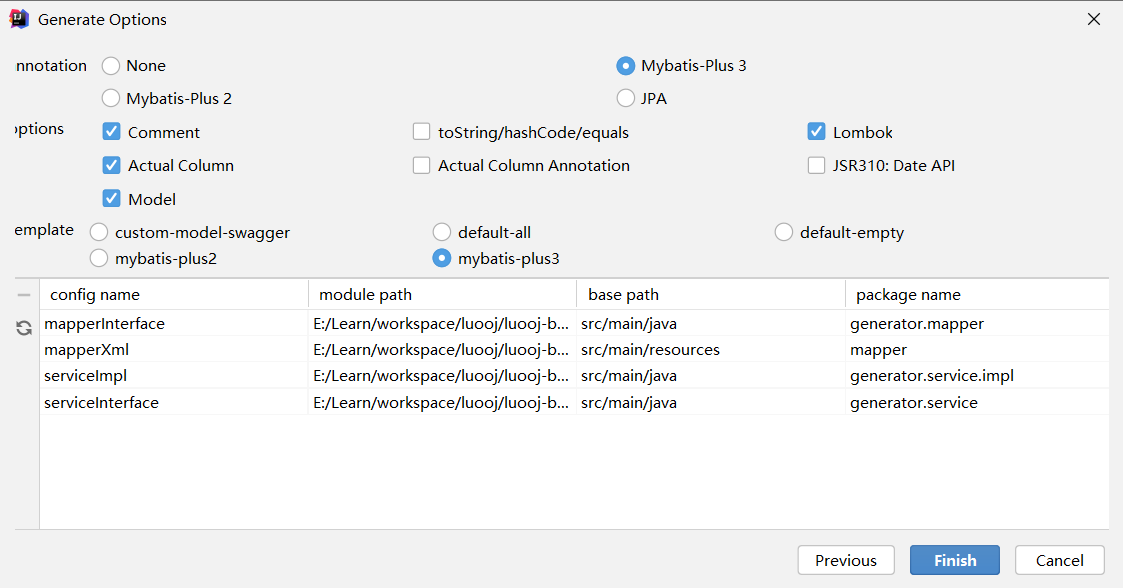 Generate Options
nnotation None Mybatis-Plus 3
Mybatis-Plus 2 JPA
ptions Comment toString/hashCode/equals Lombok
Actual Column Actual Column Annotation JSR310: Date API
Model
emplate custom-model-swagger default-all default-empty
mybatis-plus2 mybatis-plus3
config name module path base path package name
mapperInterface E:/Learn/workspace/luooj/luooj-b... src/main/java generator.mapper
mapperXml E:/Learn/workspace/luooj/luooj-b... src/main/resources mapper
serviceImpl E:/Learn/workspace/luooj/luooj-b... src/main/java generator.service.impl
serviceInterface E:/Learn/workspace/luooj/luooj-b... src/main/java generator.service
Previous Finish Cancel